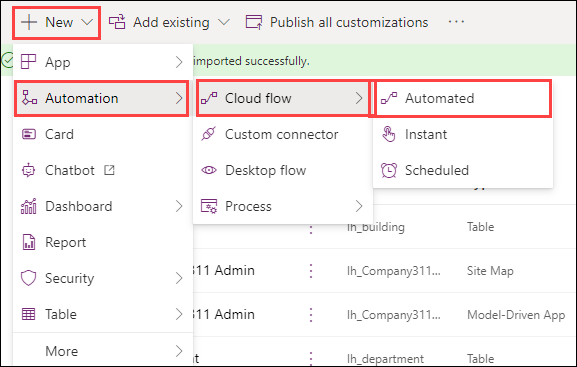 New Add existing Publish all customizations ...
App imported successfully.
Automation Cloud flow Automated
Card Custom connector Instant
Chatbot Desktop flow Scheduled
Dashboard Process lh_building Table
Report
Security 311 Admin lh_Company311... Site Map
Table 311 Admin lh_Company311... Model-Driven App
More nt lh_department Table